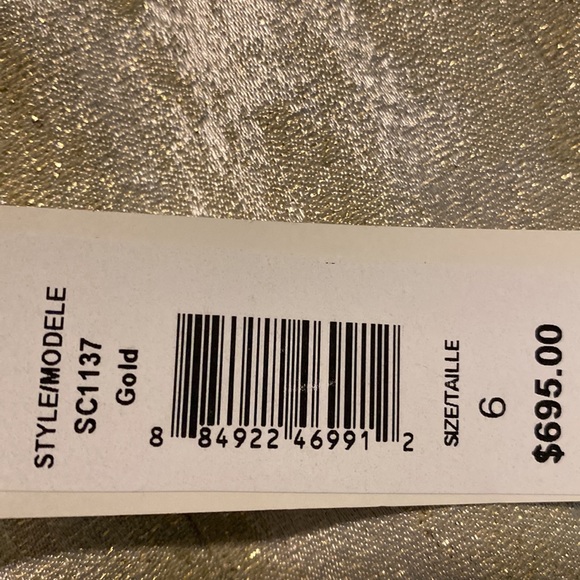 STYLE/MODELE
SC1137
Gold
8 84922 46991 2
SIZE/TAILLE
6
$695.00